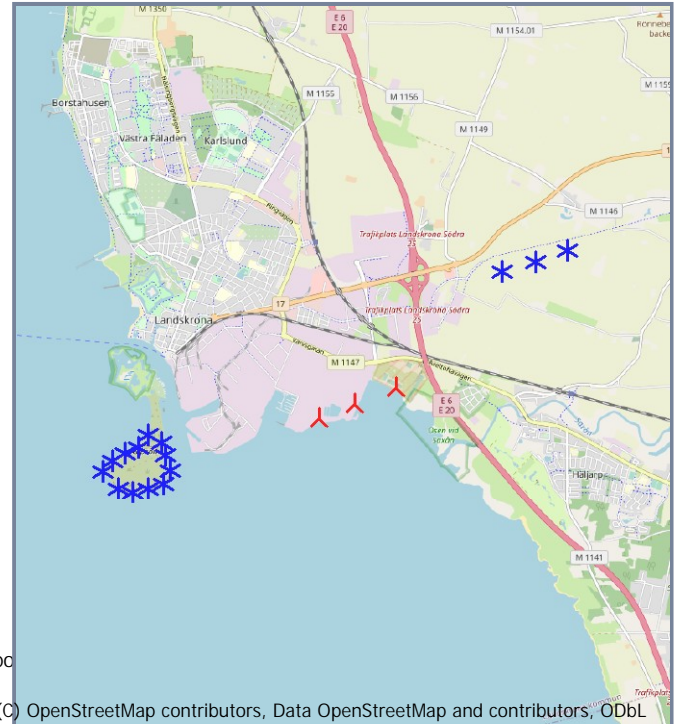 M 1350
E 6
E 20
M 1154.01
Borstahusen
M 1155
M 1156
Västra Fäladen
Karlslund
M 1149
M 1146
Trafikplats Landskrona Södra
25
17
Trafikplats Landskrona Södra
25
Landskrona
M 1147
E 6
E 20
Häljarp
M 1141
(C) OpenStreetMap contributors, Data OpenStreetMap and contributors, ODbL